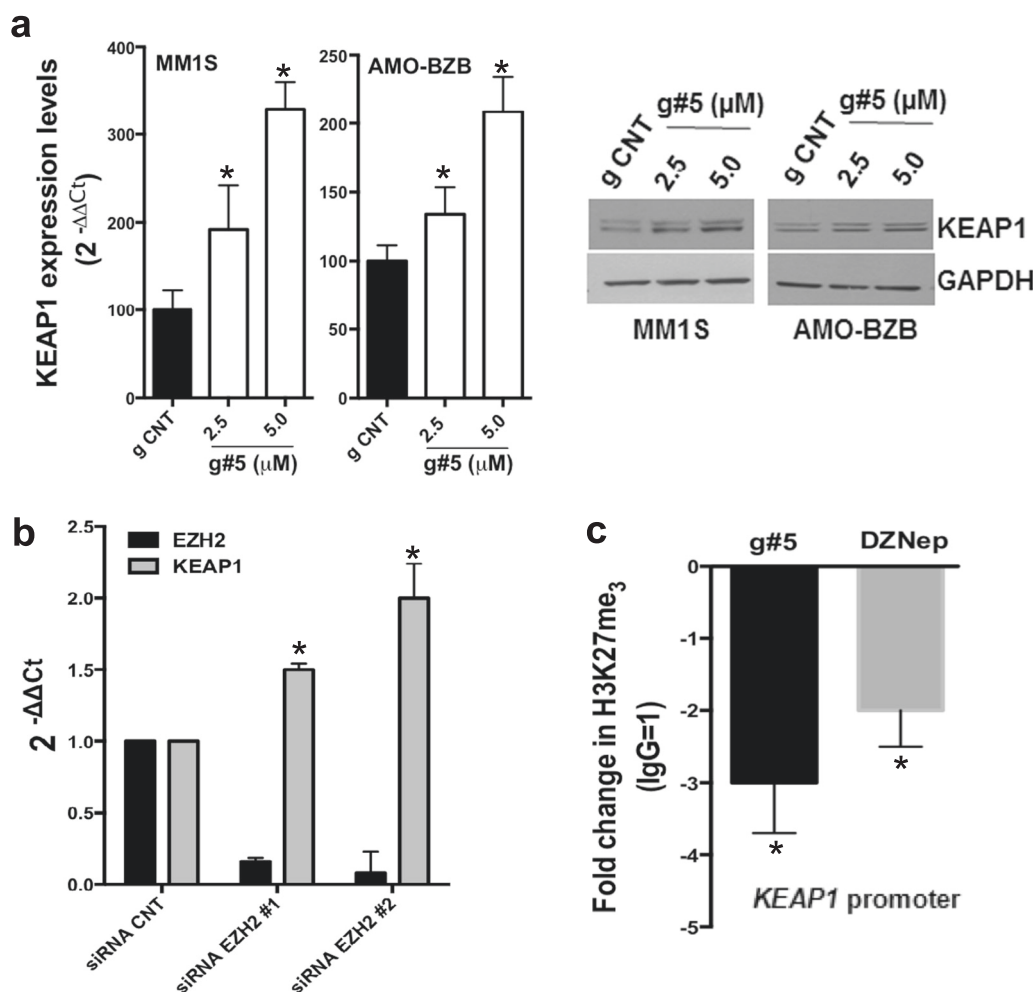 a
KEAP1 expression levels
(2 -ΔΔCt)
400
300
200
100
0
MM1S
*
*
g CNT
2.5
5.0
g#5 (μM)
250
200
150
100
50
0
AMO-BZB
*
*
g CNT
2.5
5.0
g#5 (μM)
g#5 (μM)
g CNT
2.5
5.0
g#5 (μM)
g CNT
2.5
5.0
KEAP1
GAPDH
MM1S
AMO-BZB
b
2 -ΔΔCt
2.5
2.0
1.5
1.0
0.5
0.0
EZH2
KEAP1
*
*
siRNA CNT
siRNA EZH2 #1
siRNA EZH2 #2
c
g#5
DZNep
Fold change in H3K27me3
(IgG=1)
0
-1
-2
-3
-4
-5
*
*
KEAP1 promoter